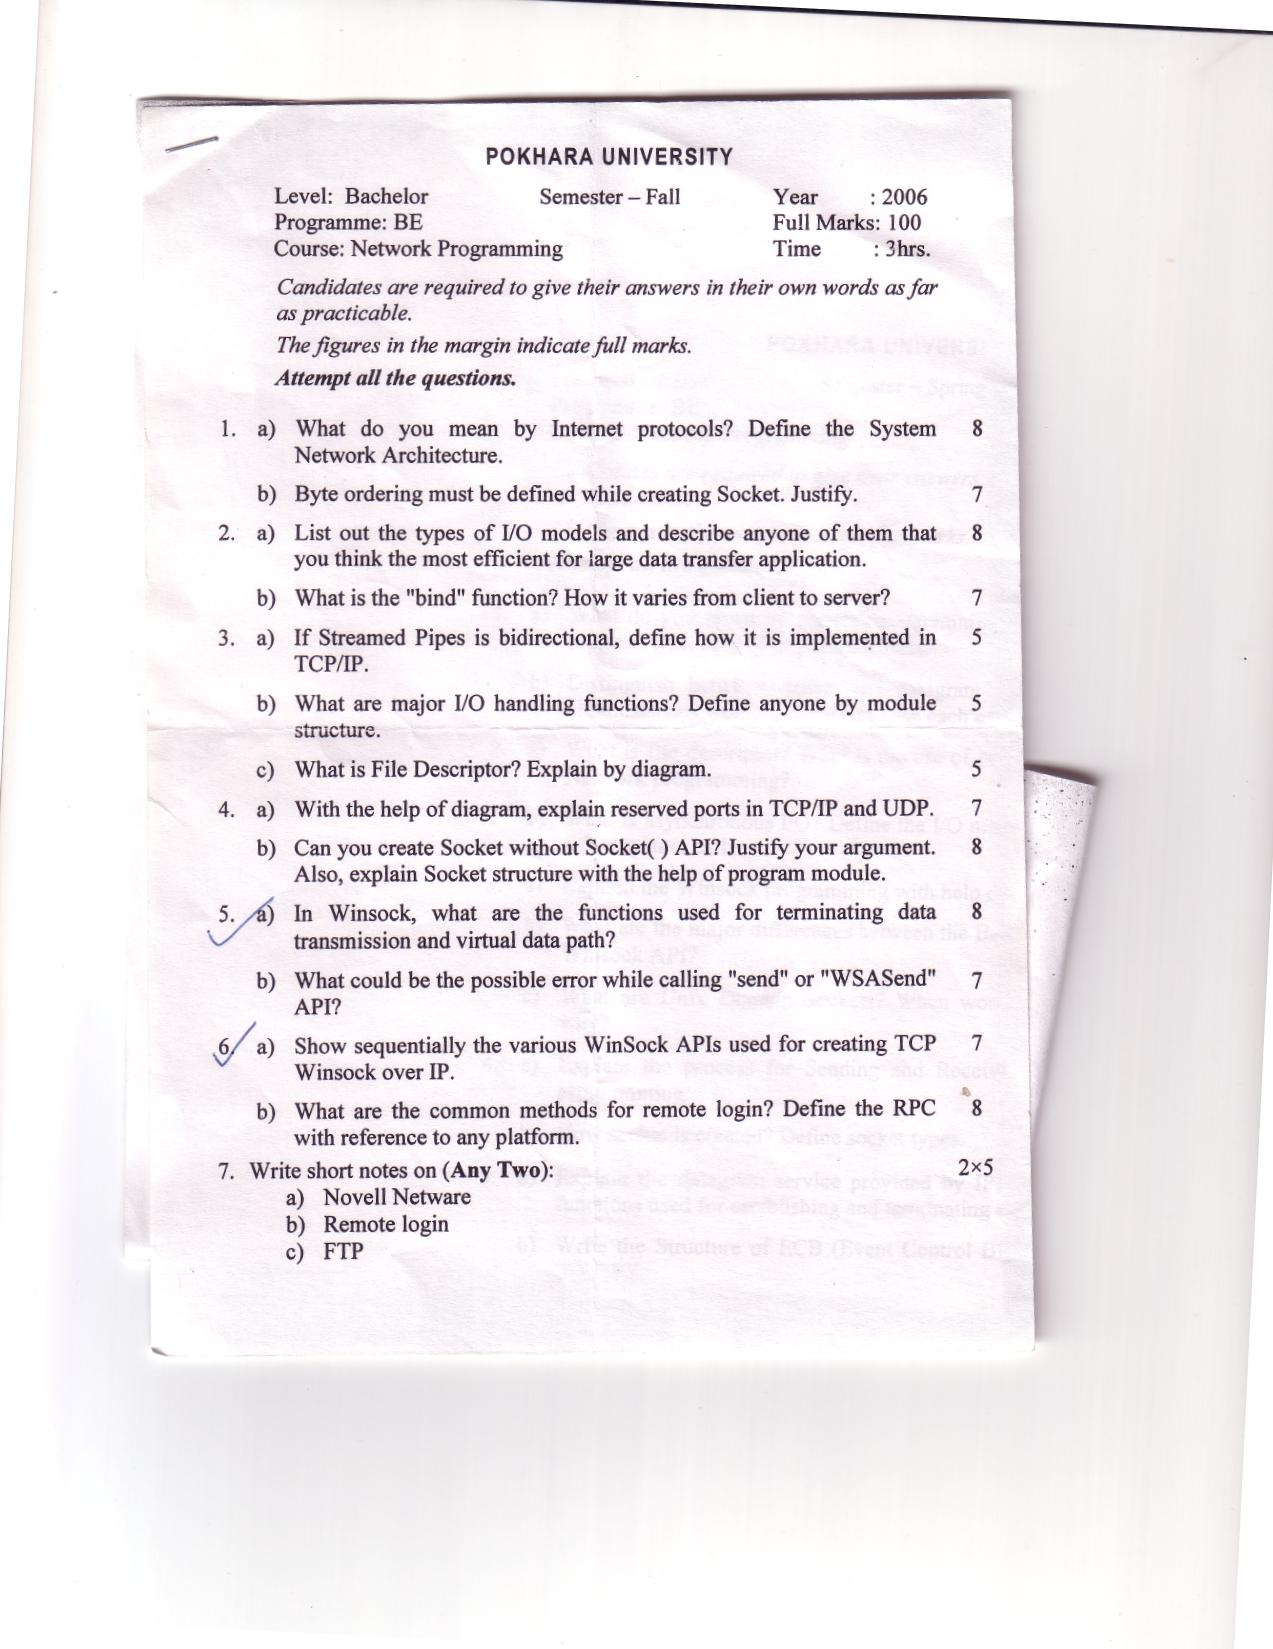 POKHARA UNIVERSITY
Level: Bachelor Semester – Fall Year : 2006
Programme: BE Full Marks: 100
Course: Network Programming Time : 3hrs.
Candidates are required to give their answers in their own words as far
as practicable.
The figures in the margin indicate full marks.
Attempt all the questions.
1. a) What do you mean by Internet protocols? Define the System 8
Network Architecture.
b) Byte ordering must be defined while creating Socket. Justify. 7
2. a) List out the types of I/O models and describe anyone of them that 8
you think the most efficient for large data transfer application.
b) What is the "bind" function? How it varies from client to server? 7
3. a) If Streamed Pipes is bidirectional, define how it is implemented in 5
TCP/IP.
b) What are major I/O handling functions? Define anyone by module 5
structure.
c) What is File Descriptor? Explain by diagram. 5
4. a) With the help of diagram, explain reserved ports in TCP/IP and UDP. 7
b) Can you create Socket without Socket( ) API? Justify your argument. 8
Also, explain Socket structure with the help of program module.
5. a) In Winsock, what are the functions used for terminating data 8
transmission and virtual data path?
b) What could be the possible error while calling "send" or "WSASend" 7
API?
6. a) Show sequentially the various WinSock APIs used for creating TCP 7
Winsock over IP.
b) What are the common methods for remote login? Define the RPC 8
with reference to any platform.
7. Write short notes on (Any Two): 2×5
a) Novell Netware
b) Remote login
c) FTP